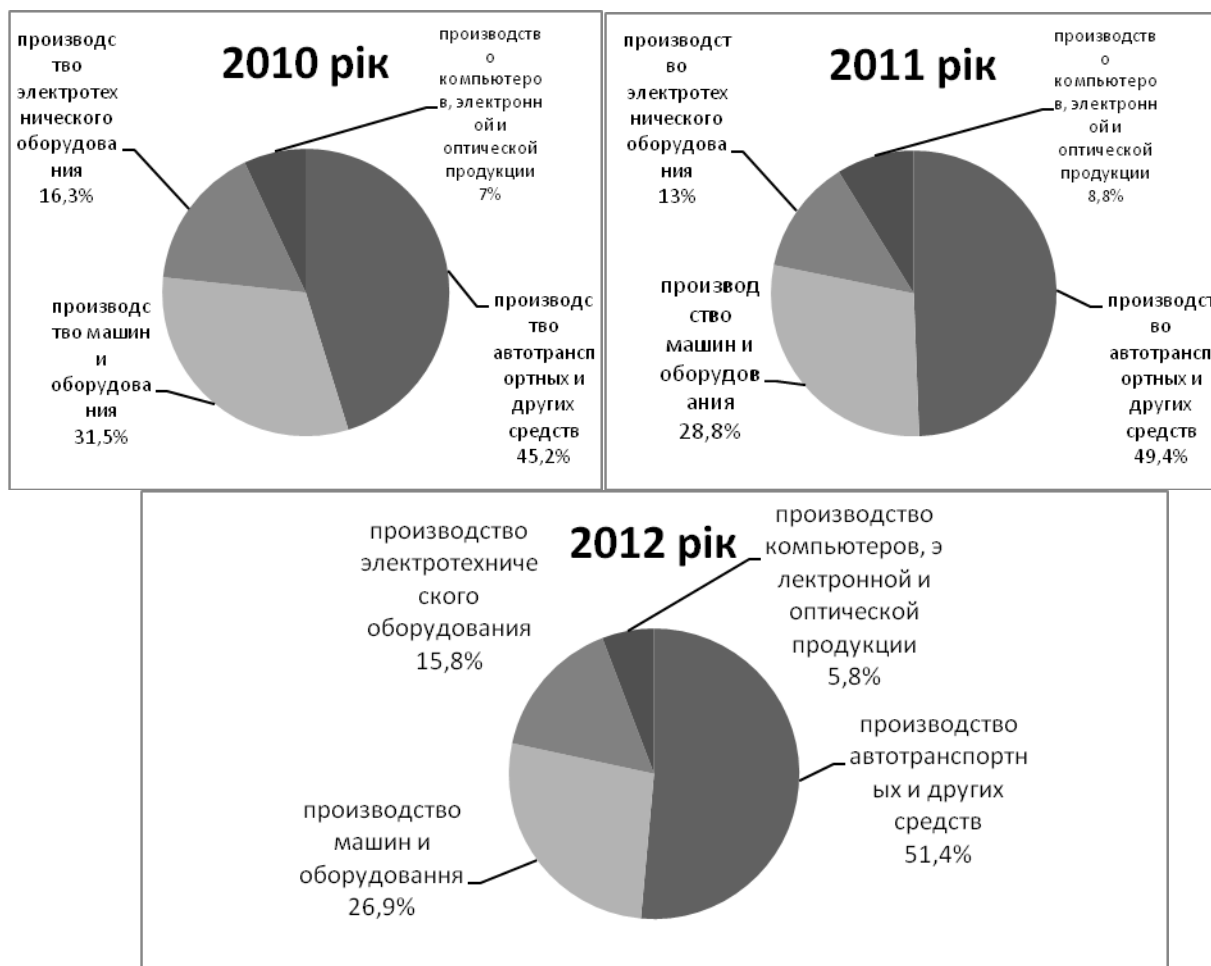 2010 рік
производс
тво
электротех
нического
оборудова
ния
16,3%
производств
о
компьютеро
в, электронн
ой и
оптической
продукции
7%
производс
тво машин
и
оборудова
ния
31,5%
производс
тво
автотрансп
ортных и
других
средств
45,2%
2011 рік
производст
во
электротех
нического
оборудова
ния
13%
производств
о
компьютеро
в, электронн
ой и
оптической
продукции
8,8%
производ
ство
машин и
оборудов
ания
28,8%
производст
во
автотрансп
ортных и
других
средств
49,4%
2012 рік
производство
электротехниче
ского
оборудования
15,8%
производство
компьютеров, э
лектронной и
оптической
продукции
5,8%
производство
машин и
оборудовання
26,9%
производство
автотранспортн
ых и других
средств
51,4%